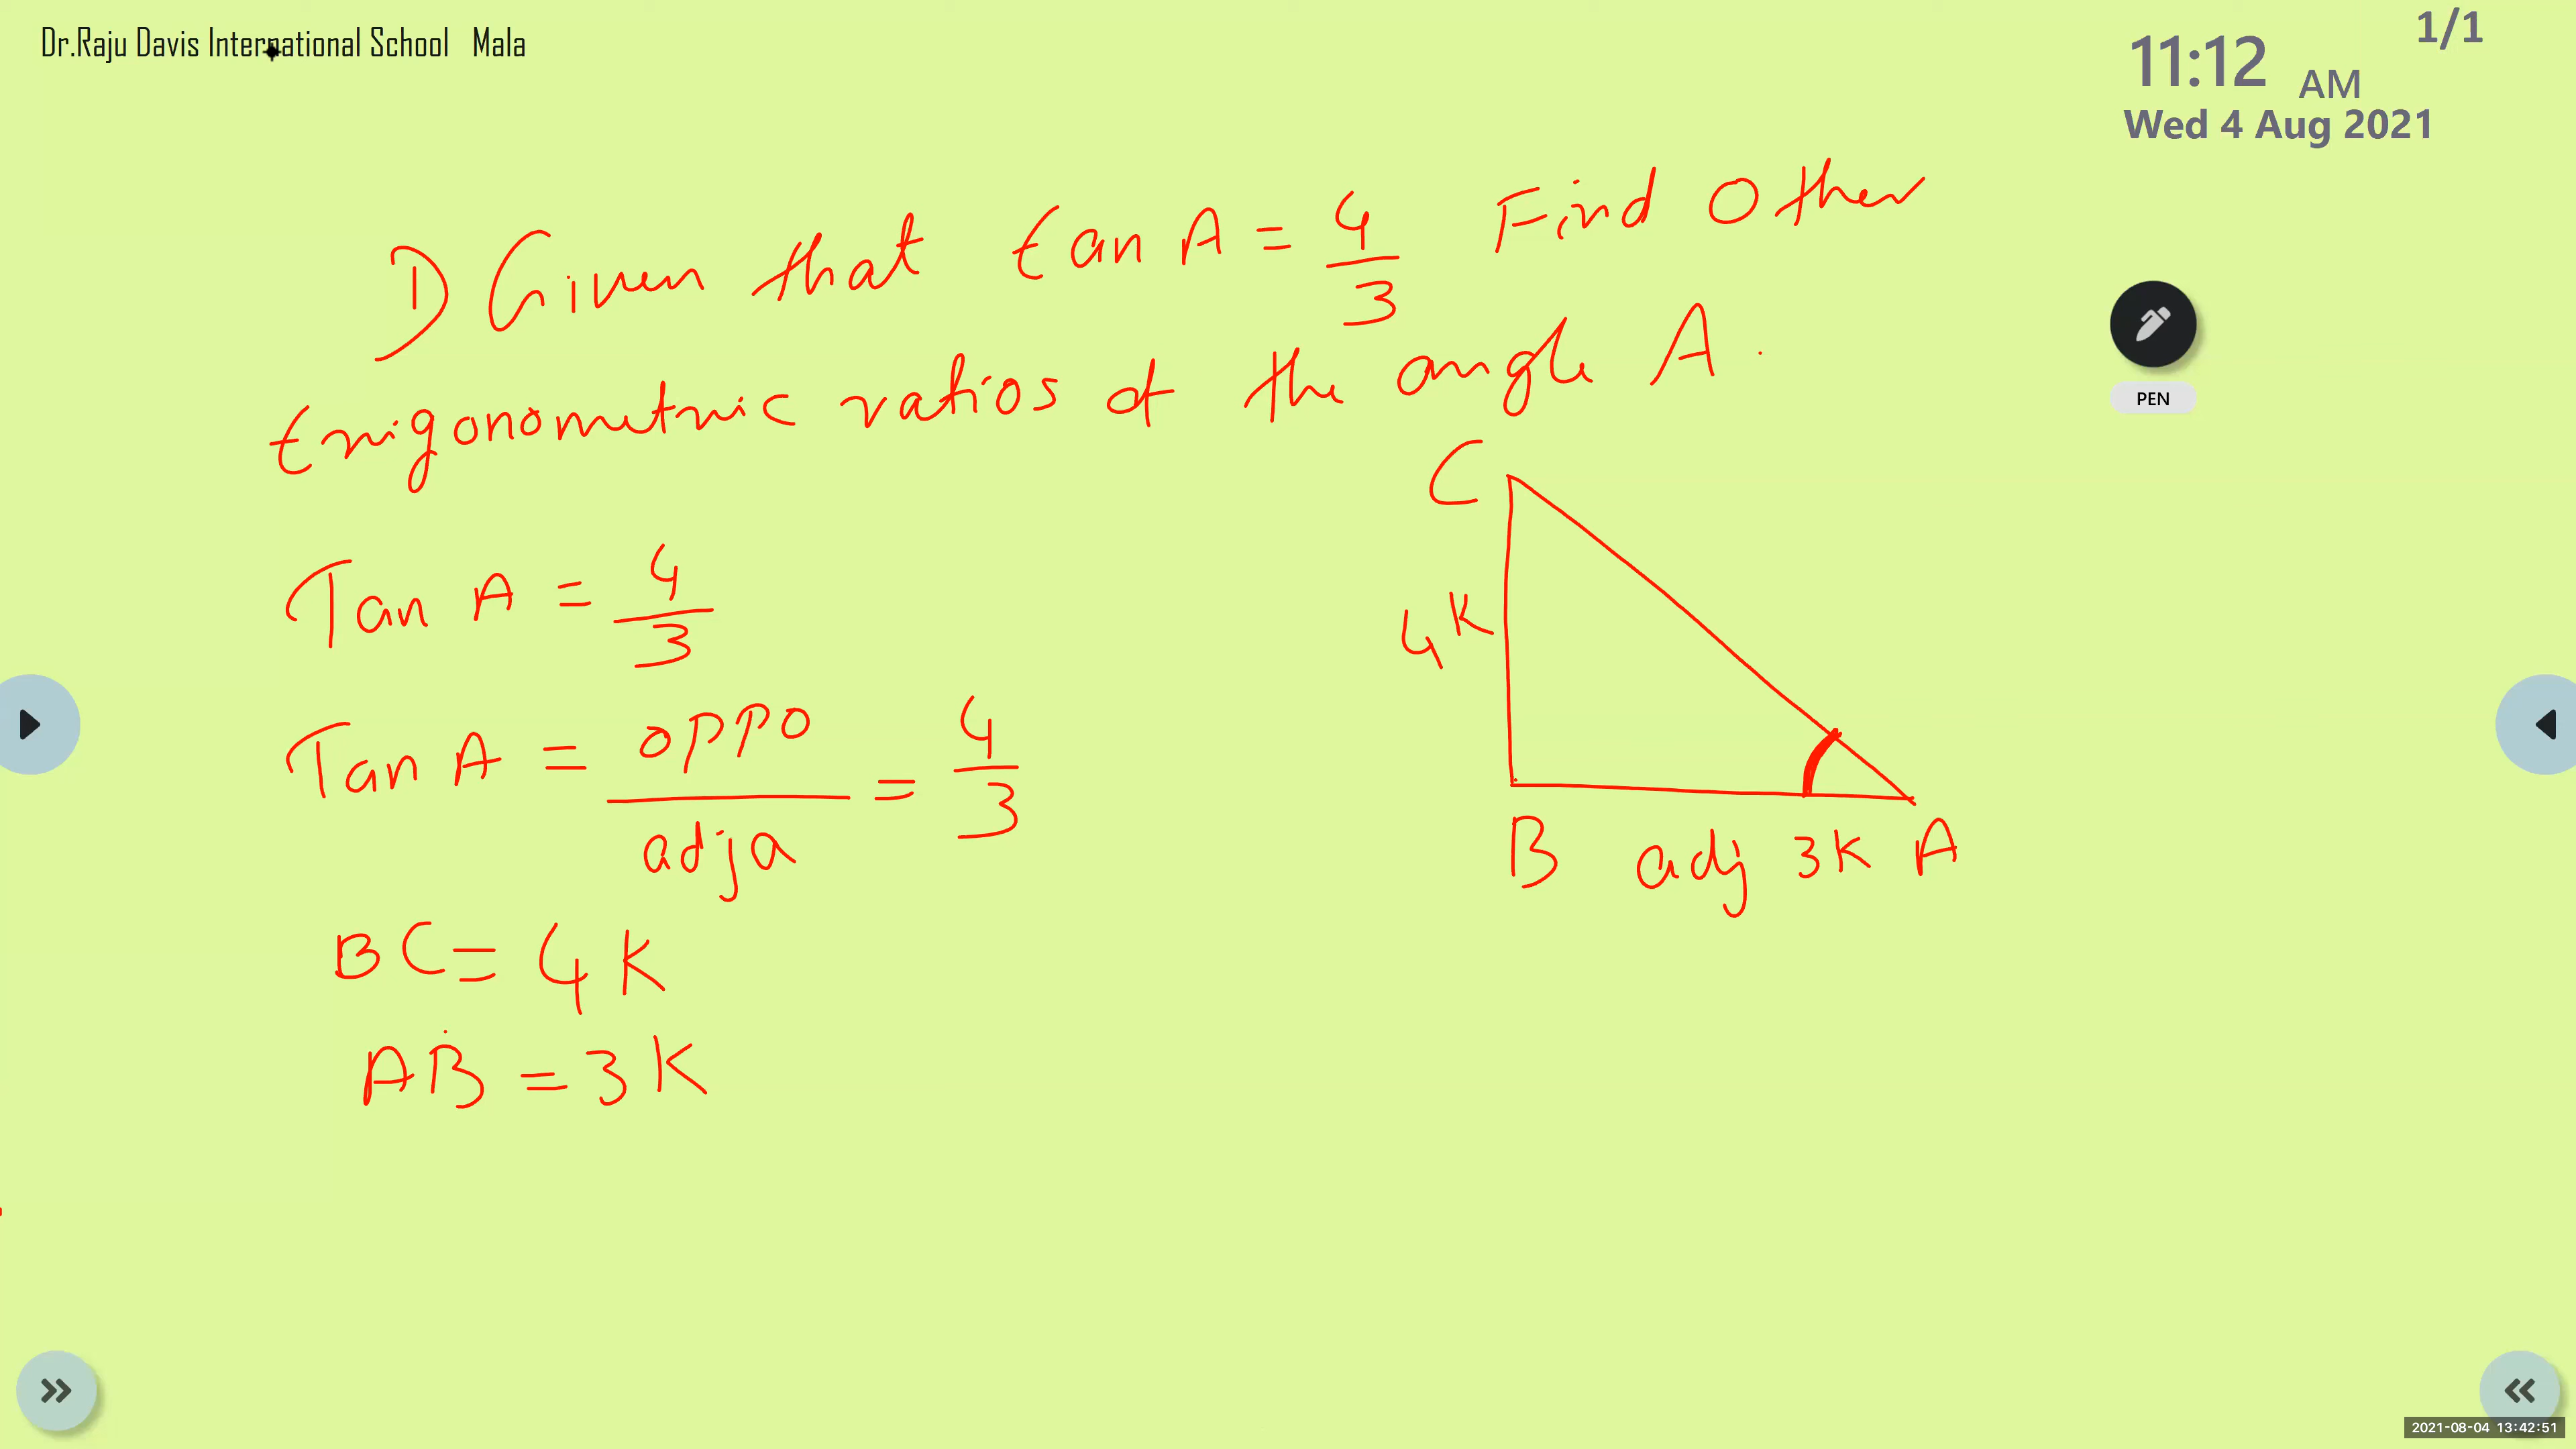 Dr.Raju Davis International School Mala
1/1
11:12 AM
Wed 4 Aug 2021
1) Given that tan A = 4/3 Find Other
trigonometric ratios of the angle A.
PEN
C
Tan A = 4/3
4K
Tan A = oppo/adja = 4/3
B adj 3K A
BC = 4K
AB = 3K
2021-08-04 13:42:51